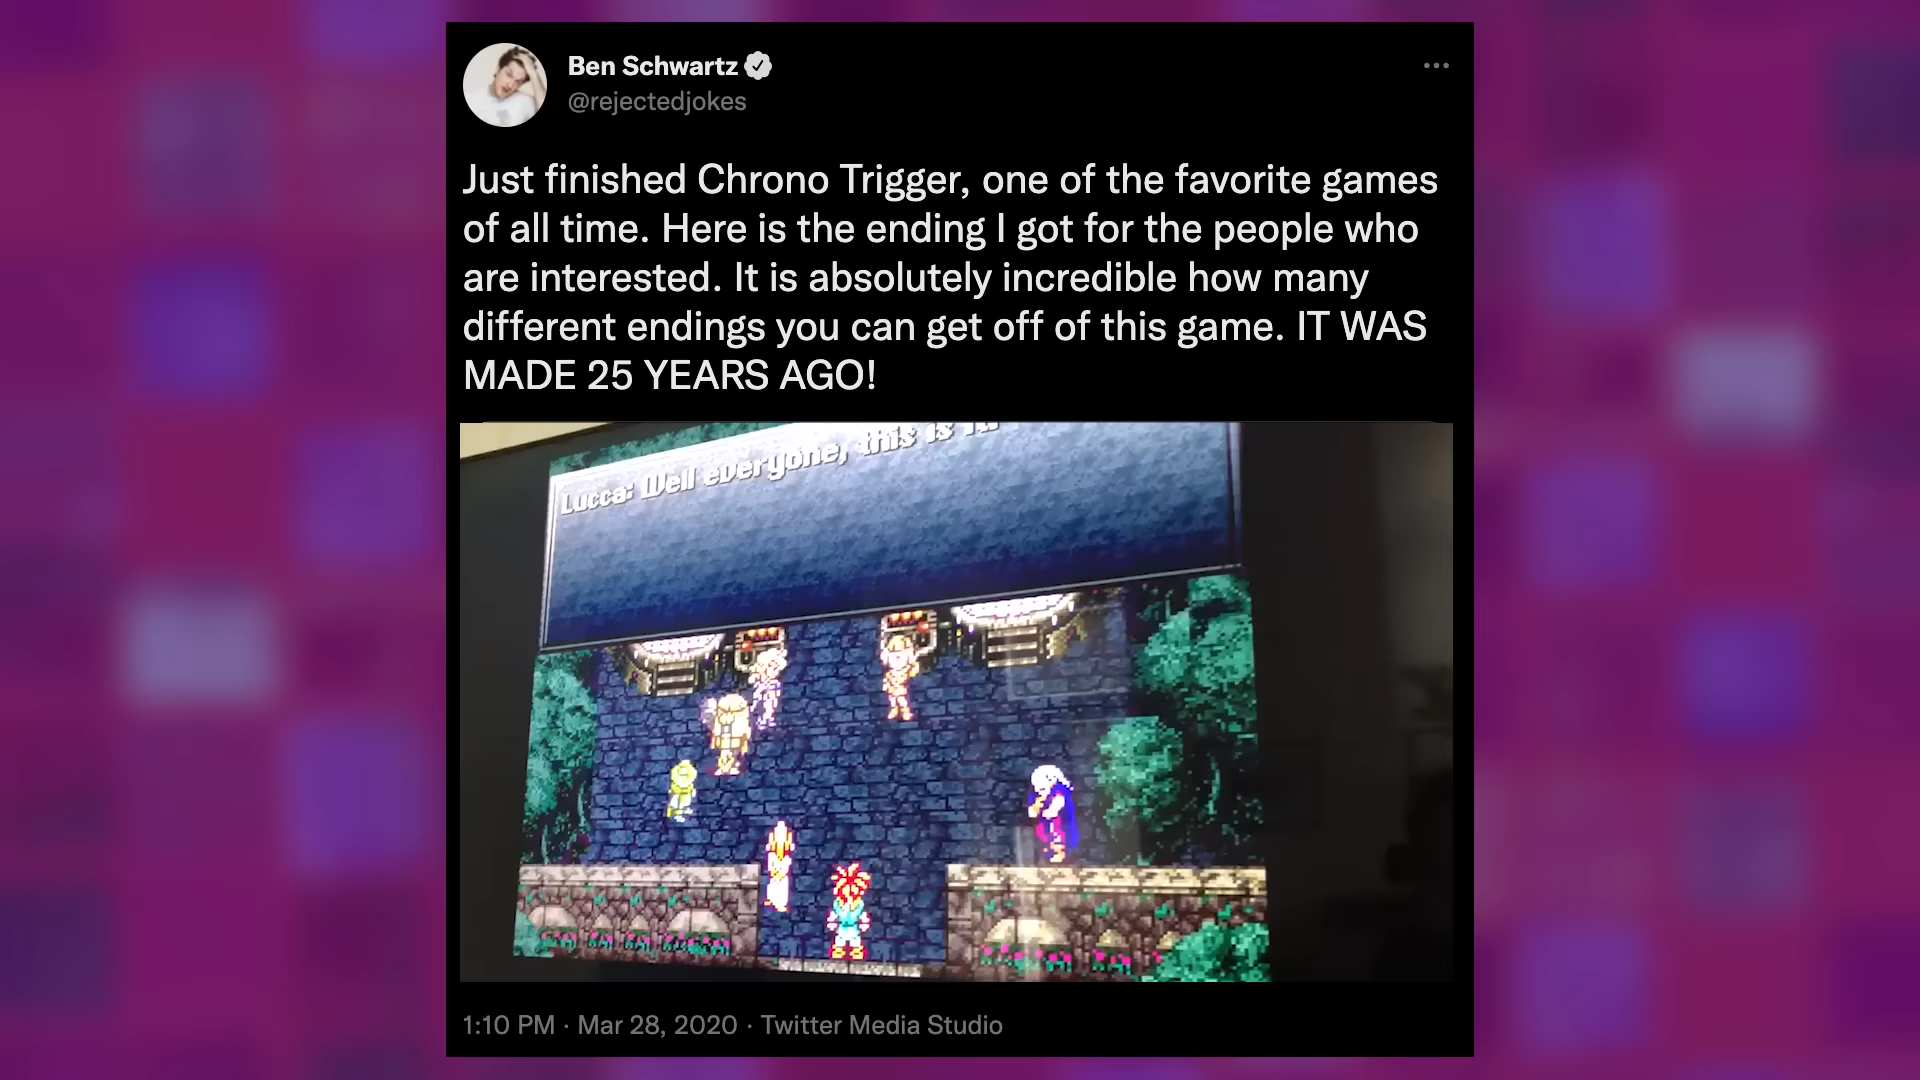 Ben Schwartz
@rejectedjokes
Just finished Chrono Trigger, one of the favorite games
of all time. Here is the ending I got for the people who
are interested. It is absolutely incredible how many
different endings you can get off of this game. IT WAS
MADE 25 YEARS AGO!
Lucca: Well everyone, this is it!
1:10 PM · Mar 28, 2020 · Twitter Media Studio